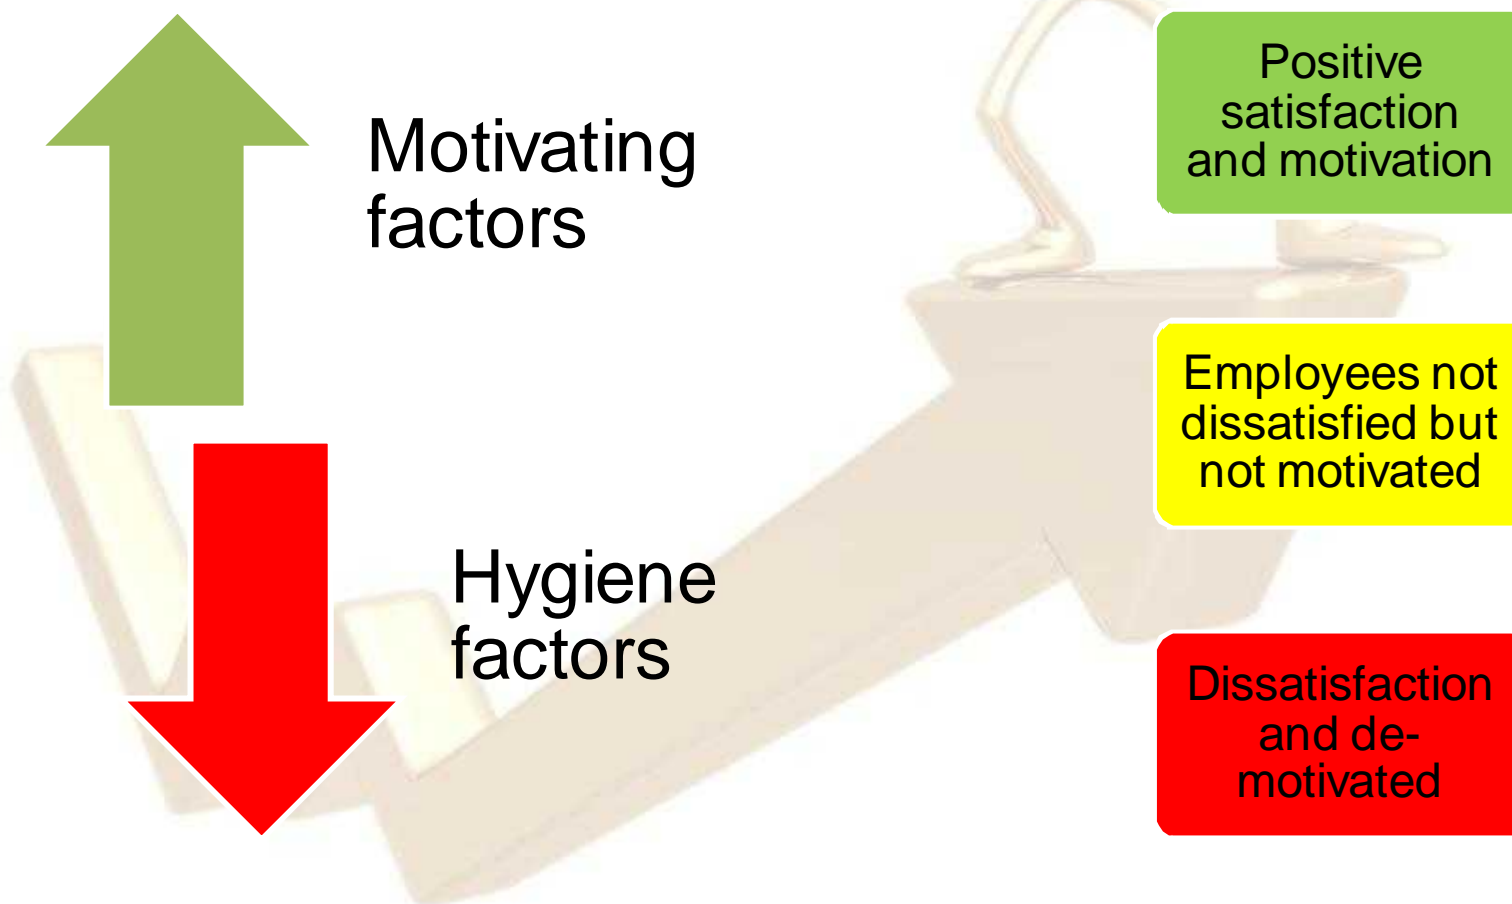 Motivating
factors
Positive
satisfaction
and motivation
Employees not
dissatisfied but
not motivated
Hygiene
factors
Dissatisfaction
and de-
motivated